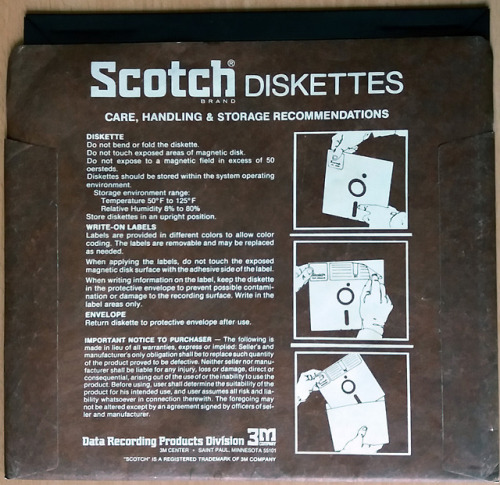 Scotch® DISKETTES
BRAND
CARE, HANDLING & STORAGE RECOMMENDATIONS
DISKETTE
Do not bend or fold the diskette.
Do not touch exposed areas of magnetic disk.
Do not expose to a magnetic field in excess of 50
oersteds.
Diskettes should be stored within the system operating
environment.
Storage environment range:
Temperature 50°F to 125°F
Relative Humidity 8% to 80%
Store diskettes in an upright position.
WRITE-ON LABELS
Labels are provided in different colors to allow color
coding. The labels are removable and may be replaced
as needed.
When applying the labels, do not touch the exposed
magnetic disk surface with the adhesive side of the label.
When writing information on the label, keep the diskette
in the protective envelope to prevent possible contami-
nation or damage to the recording surface. Write in the
label areas only.
ENVELOPE
Return diskette to protective envelope after use.
IMPORTANT NOTICE TO PURCHASER — The following is
made in lieu of all warranties, express or implied: Seller's and
manufacturer's only obligation shall be to replace such quantity
of the product proved to be defective. Neither seller nor manu-
facturer shall be liable for any injury, loss or damage, direct or
consequential, arising out of the use of or the inability to use the
product. Before using, user shall determine the suitability of the
product for his intended use, and user assumes all risk and lia-
bility whatsoever in connection therewith. The foregoing may
not be altered except by an agreement signed by officers of sel-
ler and manufacturer.
Data Recording Products Division 3M
COMPANY
3M CENTER • SAINT PAUL, MINNESOTA 55101
"SCOTCH" IS A REGISTERED TRADEMARK OF 3M COMPANY
Scotch